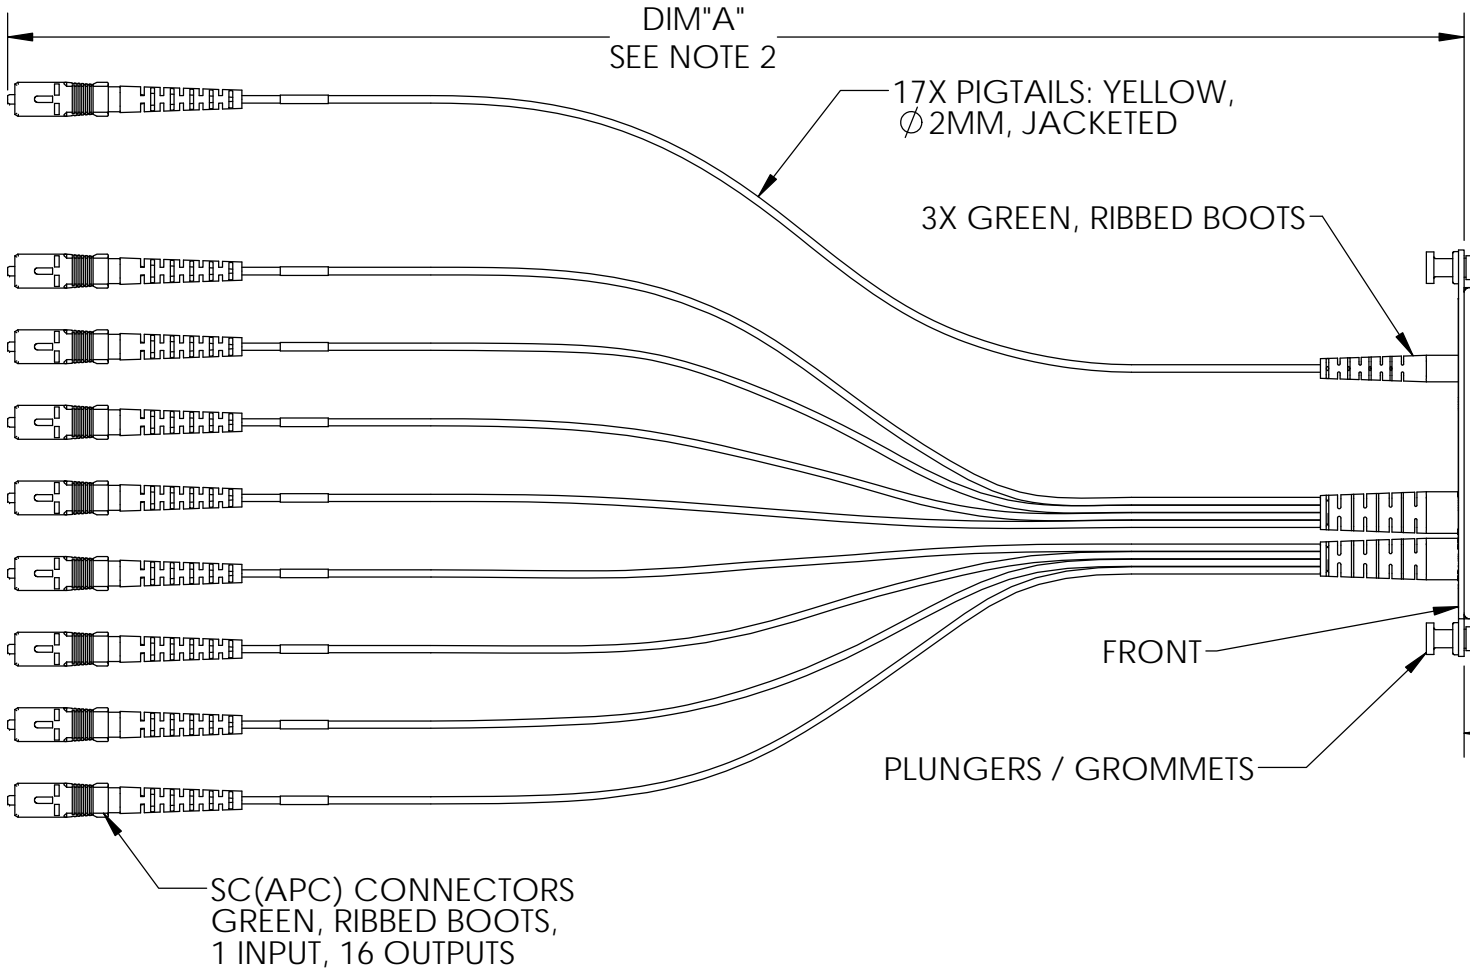 DIM"A"
SEE NOTE 2
17X PIGTAILS: YELLOW,
∅2MM, JACKETED
3X GREEN, RIBBED BOOTS
FRONT
PLUNGERS / GROMMETS
SC(APC) CONNECTORS
GREEN, RIBBED BOOTS,
1 INPUT, 16 OUTPUTS